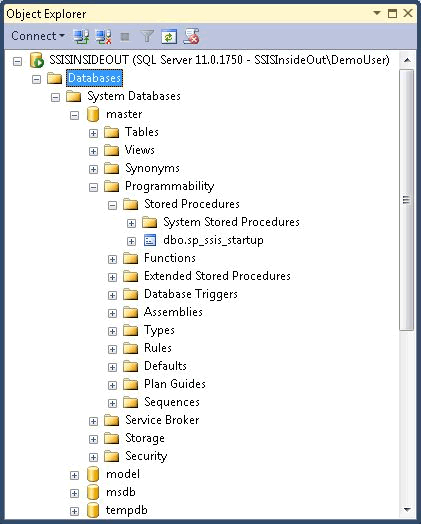 Object Explorer
Connect
SSISINSIDEOUT (SQL Server 11.0.1750 - SSISInsideOut\DemoUser)
Databases
System Databases
master
Tables
Views
Synonyms
Programmability
Stored Procedures
System Stored Procedures
dbo.sp_ssis_startup
Functions
Extended Stored Procedures
Database Triggers
Assemblies
Types
Rules
Defaults
Plan Guides
Sequences
Service Broker
Storage
Security
model
msdb
tempdb